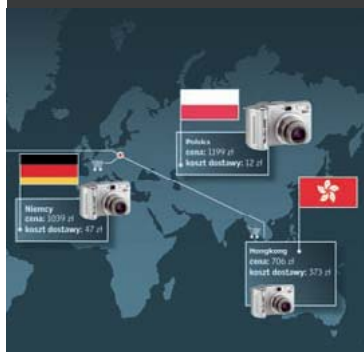 Polska
cena: 1199 zł
koszt dostawy: 12 zł
Niemcy
cena: 1039 zł
koszt dostawy: 47 zł
Hongkong
cena: 706 zł
koszt dostawy: 373 zł